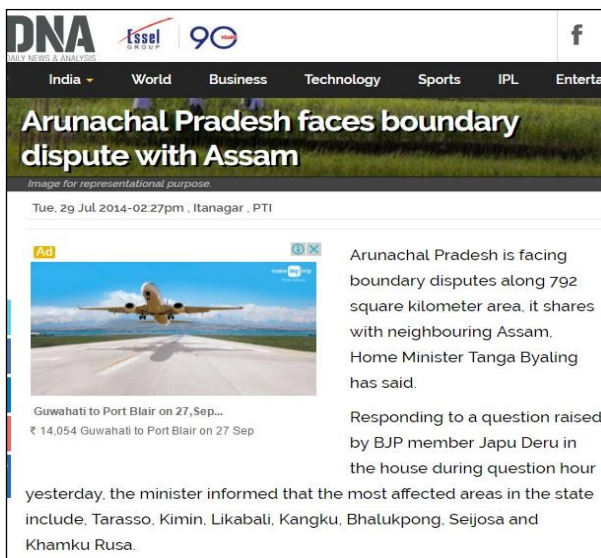 DNA
DAILY NEWS & ANALYSIS
Essel
GROUP
90
YEARS
f
India
World
Business
Technology
Sports
IPL
Enterta
Arunachal Pradesh faces boundary
dispute with Assam
Image for representational purpose.
Tue, 29 Jul 2014-02:27pm , Itanagar , PTI
Ad
make my trip
Guwahati to Port Blair on 27,Sep...
₹ 14,054 Guwahati to Port Blair on 27 Sep
Arunachal Pradesh is facing
boundary disputes along 792
square kilometer area, it shares
with neighbouring Assam,
Home Minister Tanga Byaling
has said.
Responding to a question raised
by BJP member Japu Deru in
the house during question hour
yesterday, the minister informed that the most affected areas in the state
include, Tarasso, Kimin, Likabali, Kangku, Bhalukpong, Seijosa and
Khamku Rusa.